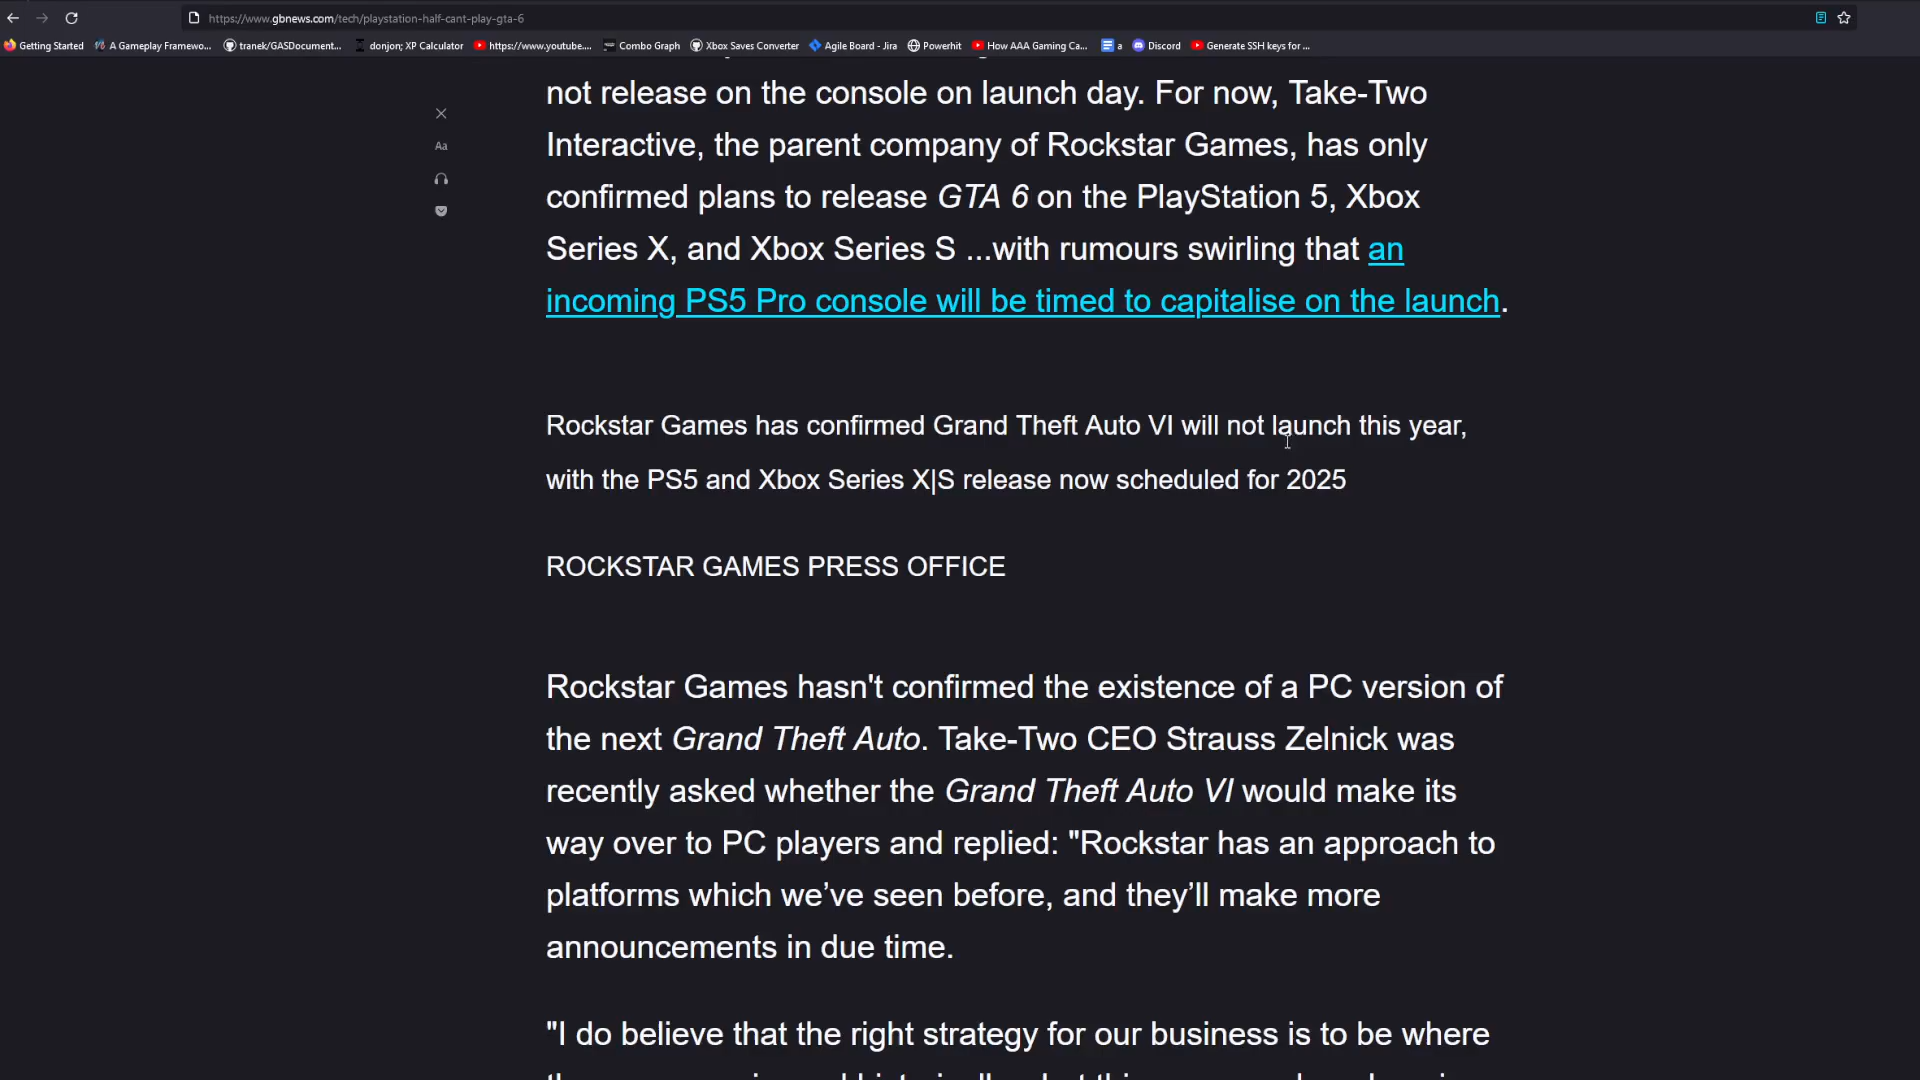 https://www.gbnews.com/tech/playstation-half-cant-play-gta-6
Getting Started
A Gameplay Framewo...
tranek/GASDocument...
donjon; XP Calculator
https://www.youtube....
Combo Graph
Xbox Saves Converter
Agile Board - Jira
Powerhit
How AAA Gaming Ca...
a
Discord
Generate SSH keys for ...
not release on the console on launch day. For now, Take-Two
Interactive, the parent company of Rockstar Games, has only
confirmed plans to release GTA 6 on the PlayStation 5, Xbox
Series X, and Xbox Series S ...with rumours swirling that an
incoming PS5 Pro console will be timed to capitalise on the launch.
Aa
Rockstar Games has confirmed Grand Theft Auto VI will not launch this year,
with the PS5 and Xbox Series X|S release now scheduled for 2025
ROCKSTAR GAMES PRESS OFFICE
Rockstar Games hasn't confirmed the existence of a PC version of
the next Grand Theft Auto. Take-Two CEO Strauss Zelnick was
recently asked whether the Grand Theft Auto VI would make its
way over to PC players and replied: "Rockstar has an approach to
platforms which we’ve seen before, and they’ll make more
announcements in due time.
"I do believe that the right strategy for our business is to be where